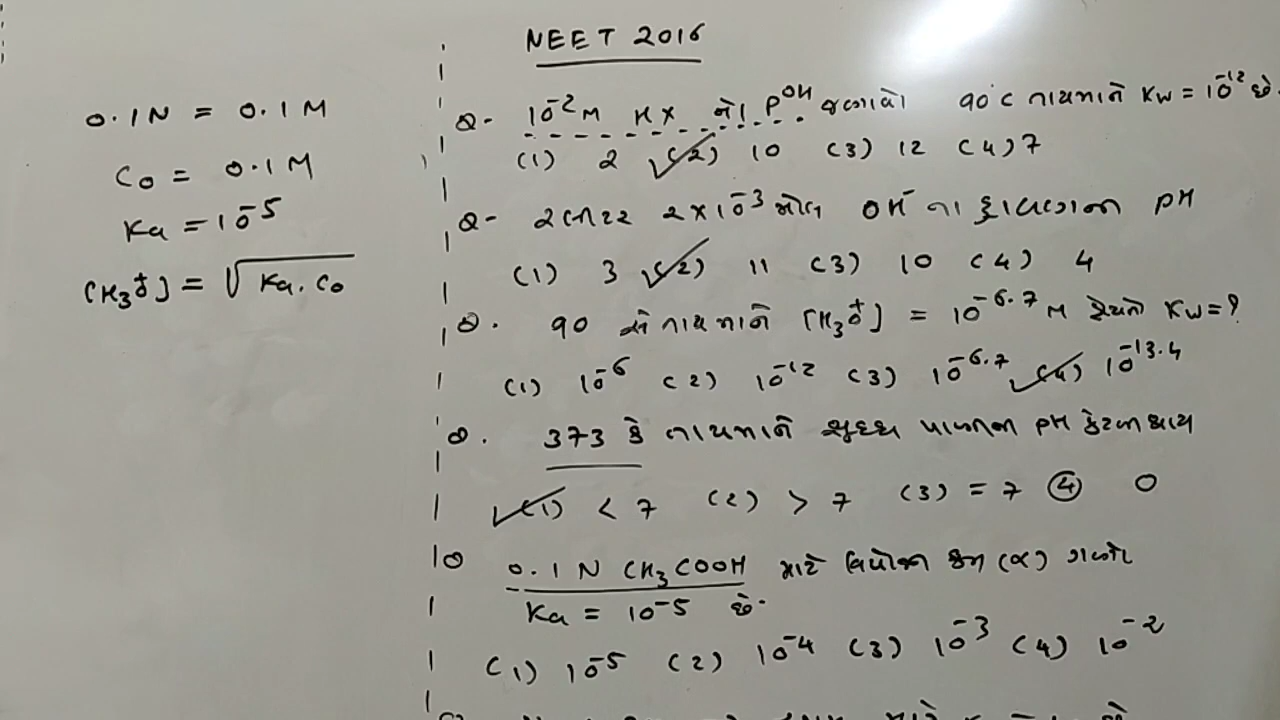 NEET 2016
0.1N = 0.1M
C0 = 0.1M
Ka = 10^-5
[H3O^+] = √Ka.C0
Q- 10^-2 M HX નો pOH જણાવો 90°C તાપમાને Kw = 10^-12 છે.
(1) 2 (2) 10 (3) 12 (4) 7
Q- 2 લીટર 2×10^-3 મોલ OH^- ના દ્રાવણની pH
(1) 3 (2) 11 (3) 10 (4) 4
Q. 90 સે તાપમાને [H3O^+] = 10^-6.7 M હોય તો Kw = ?
(1) 10^-6 (2) 10^-12 (3) 10^-6.7 (4) 10^-13.4
Q. 373 કે તાપમાને શુદ્ધ પાણીની pH કેટલી થાય
(1) < 7 (2) > 7 (3) = 7 ④ 0
Q 0.1 N CH3COOH માટે વિયોજન અંશ (α) ગણો
Ka = 10^-5 છે.
(1) 10^-5 (2) 10^-4 (3) 10^-3 (4) 10^-2